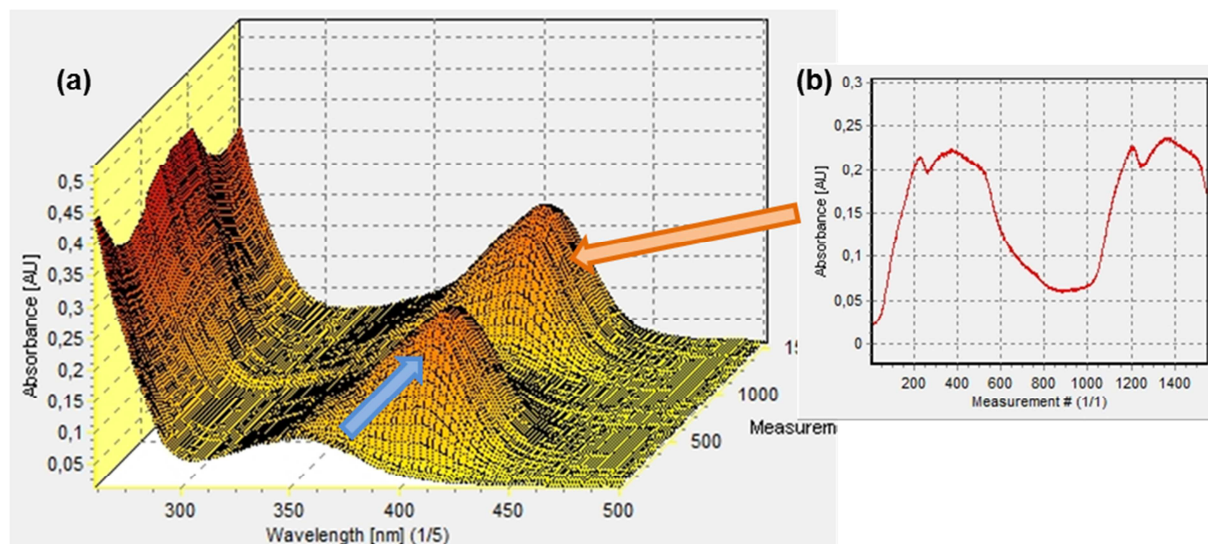 (a)
0,5
0,45
0,4
0,35
0,3
0,25
0,2
0,15
0,1
0,05
Absorbance [AU]
300 350 400 450 500
Wavelength [nm] (1/5)
500
1000
15
Measurem
(b)
0,3
0,25
0,2
0,15
0,1
0,05
0
Absorbance [AU]
200 400 600 800 1000 1200 1400
Measurement # (1/1)